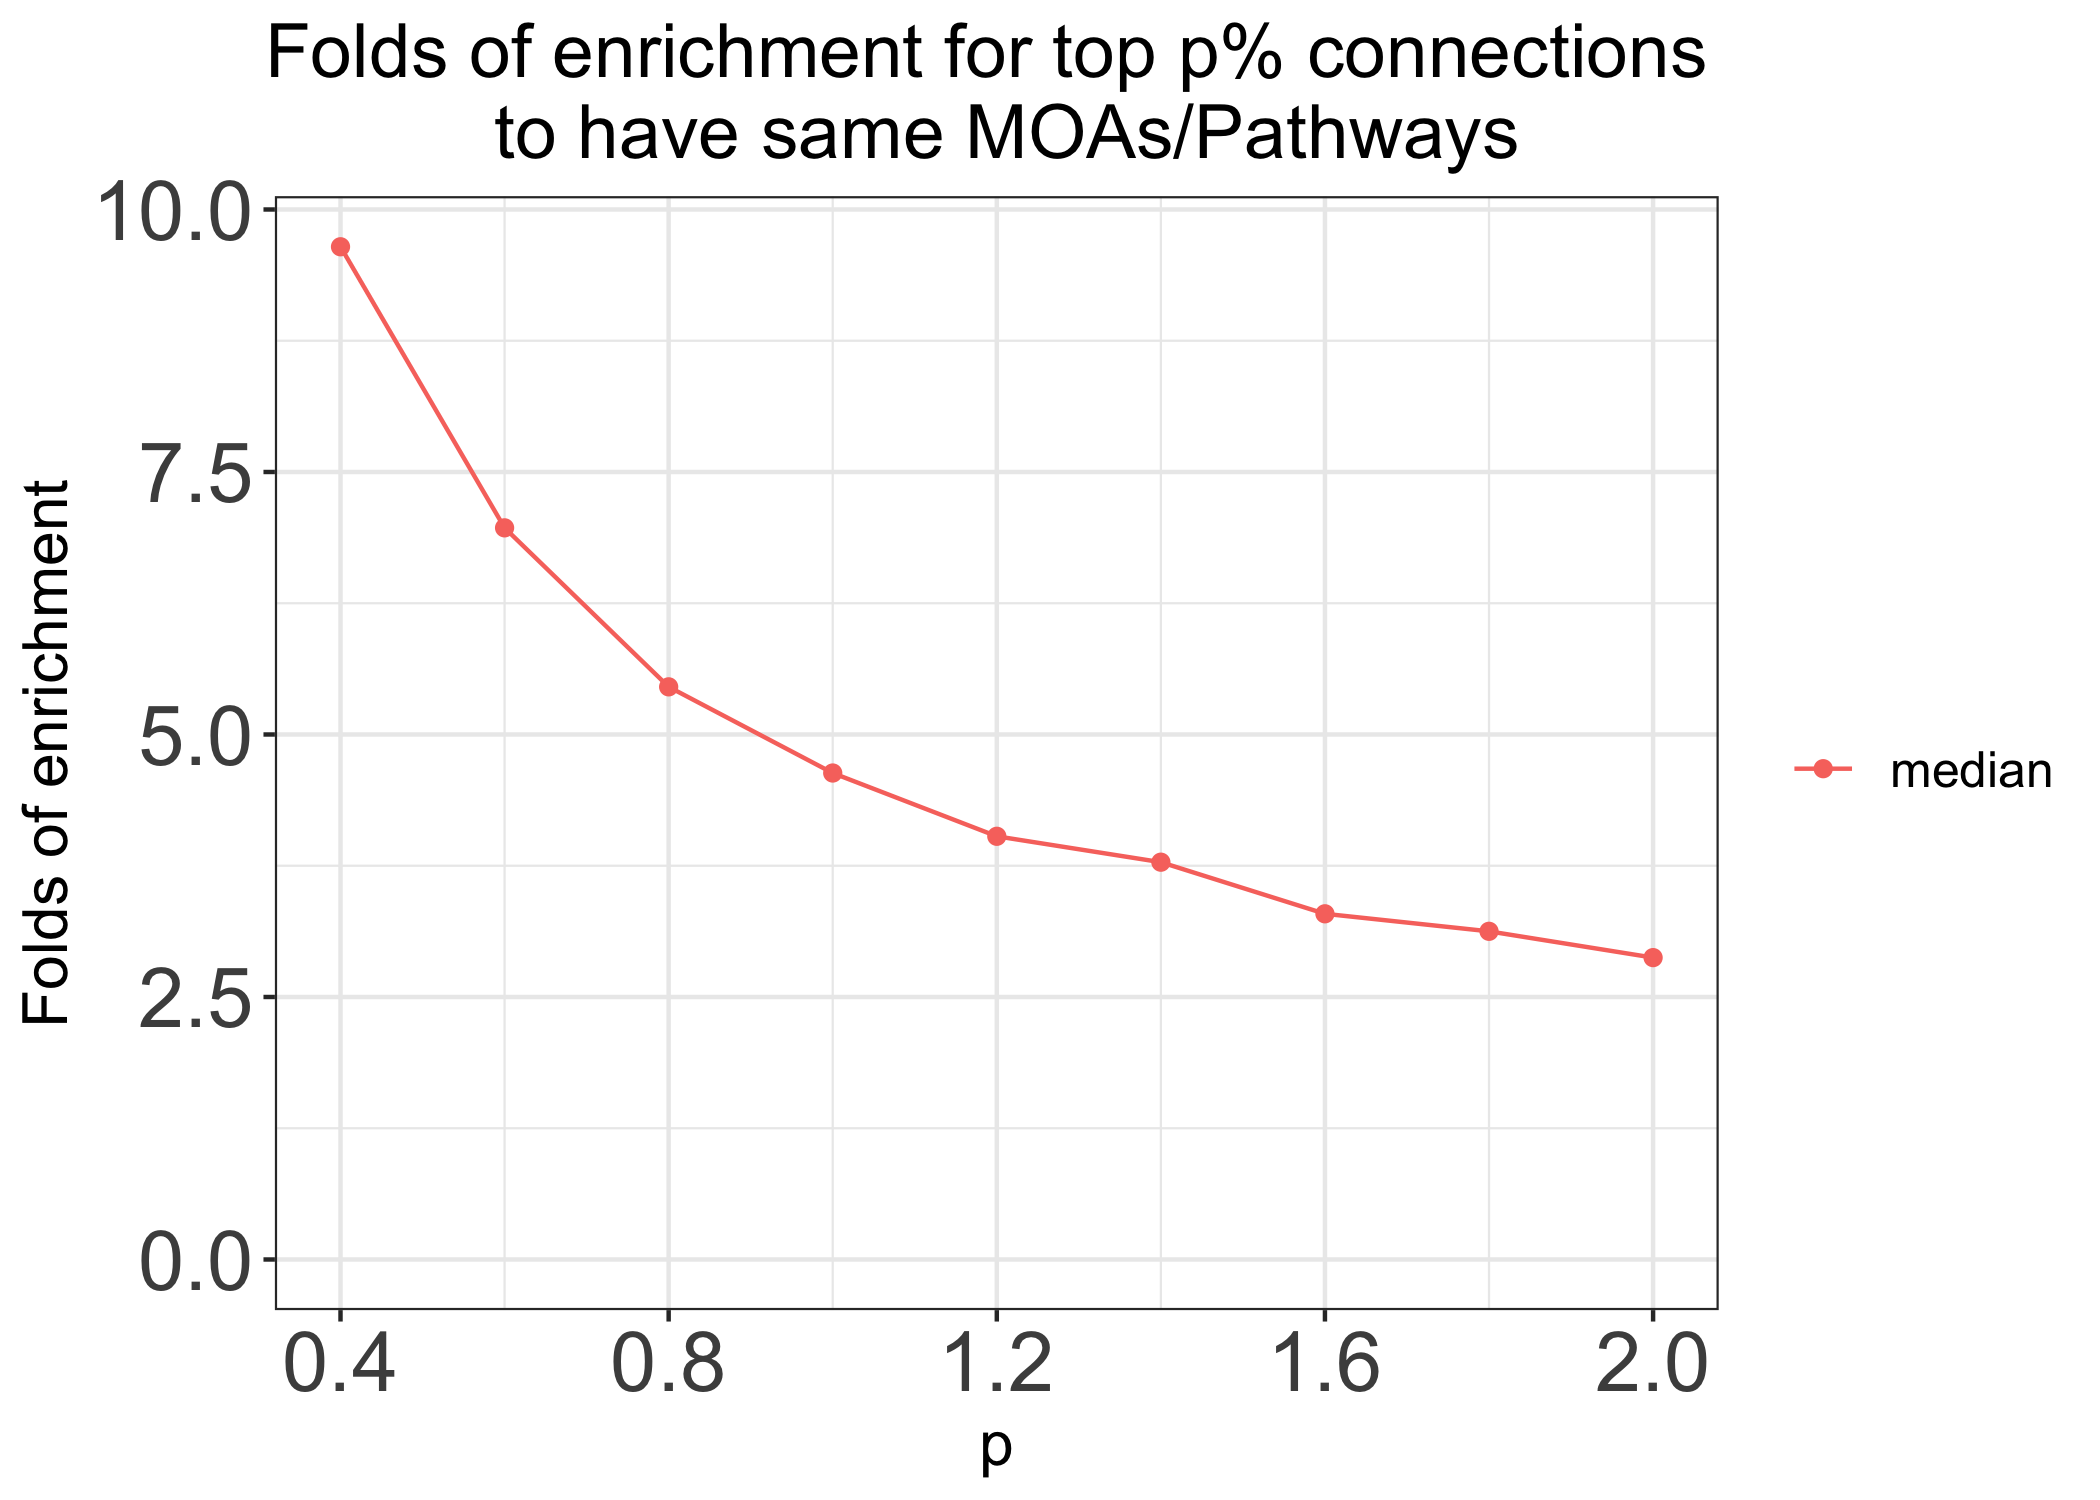 Folds of enrichment for top p% connections
to have same MOAs/Pathways
10.0
7.5
5.0
2.5
0.0
Folds of enrichment
0.4 0.8 1.2 1.6 2.0
p
median